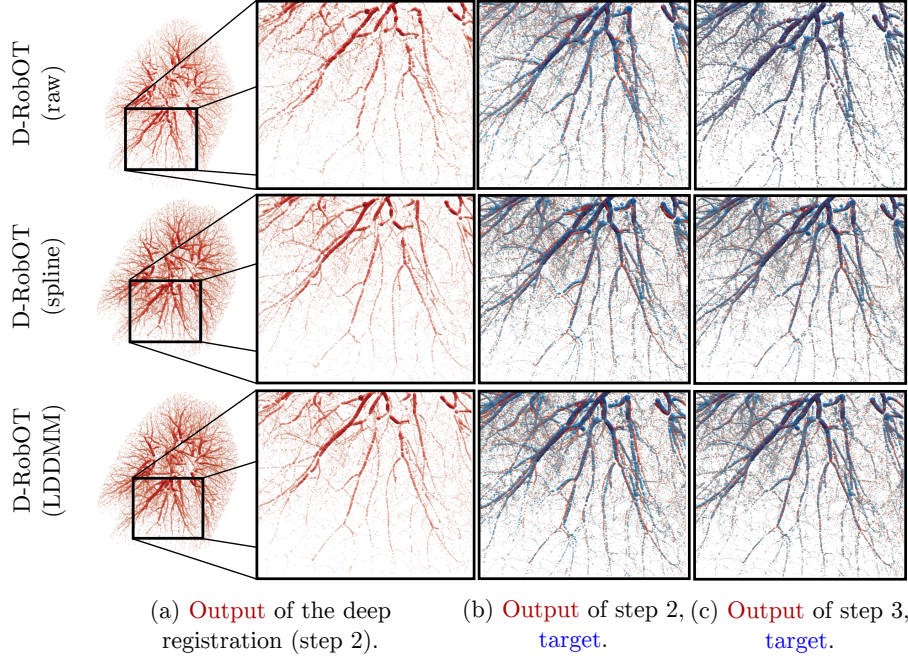 D-RobOT
(raw)
D-RobOT
(spline)
D-RobOT
(LDDMM)
(a) Output of the deep
registration (step 2).
(b) Output of step 2,
target.
(c) Output of step 3,
target.